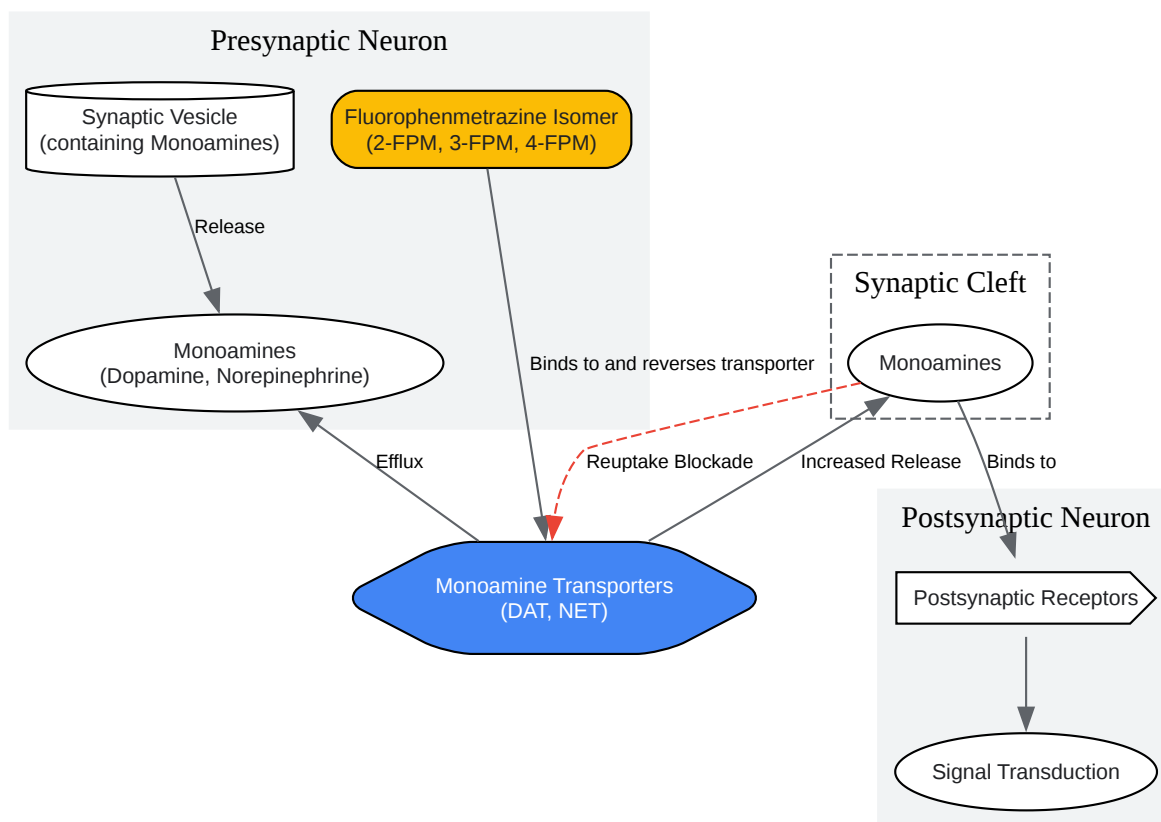 Presynaptic Neuron
Synaptic Vesicle
(containing Monoamines)
Fluorophenmetrazine Isomer
(2-FPM, 3-FPM, 4-FPM)
Release
Monoamines
(Dopamine, Norepinephrine)
Binds to and reverses transporter
Synaptic Cleft
Monoamines
Efflux
Reuptake Blockade
Increased Release
Binds to
Postsynaptic Neuron
Monoamine Transporters
(DAT, NET)
Postsynaptic Receptors
Signal Transduction